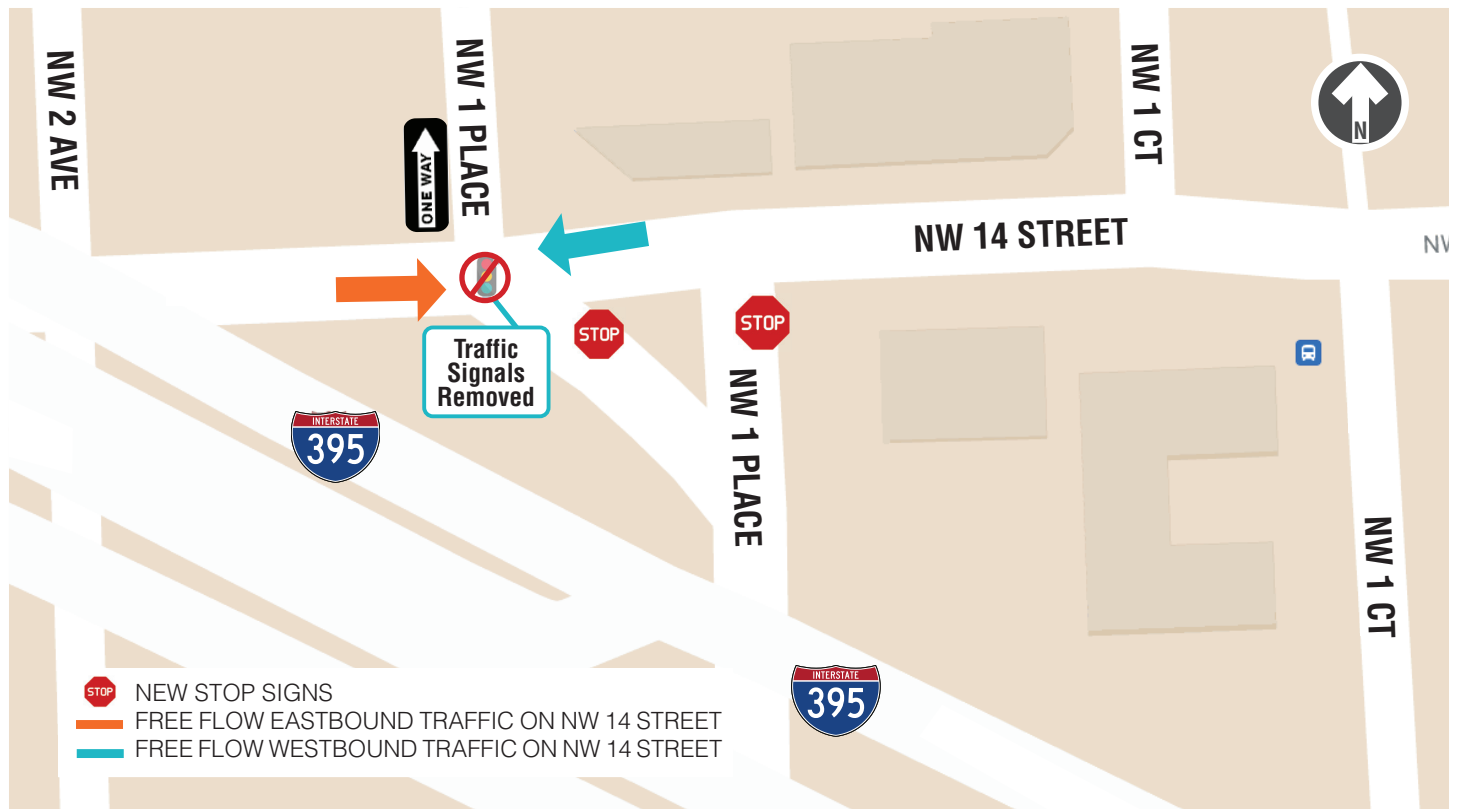 NW 2 AVE
NW 1 PLACE
NW 1 CT
N
ONE WAY
NW 14 STREET
NW
STOP
STOP
Traffic
Signals
Removed
NW 1 PLACE
INTERSTATE
395
NW 1 CT
INTERSTATE
395
STOP NEW STOP SIGNS
FREE FLOW EASTBOUND TRAFFIC ON NW 14 STREET
FREE FLOW WESTBOUND TRAFFIC ON NW 14 STREET